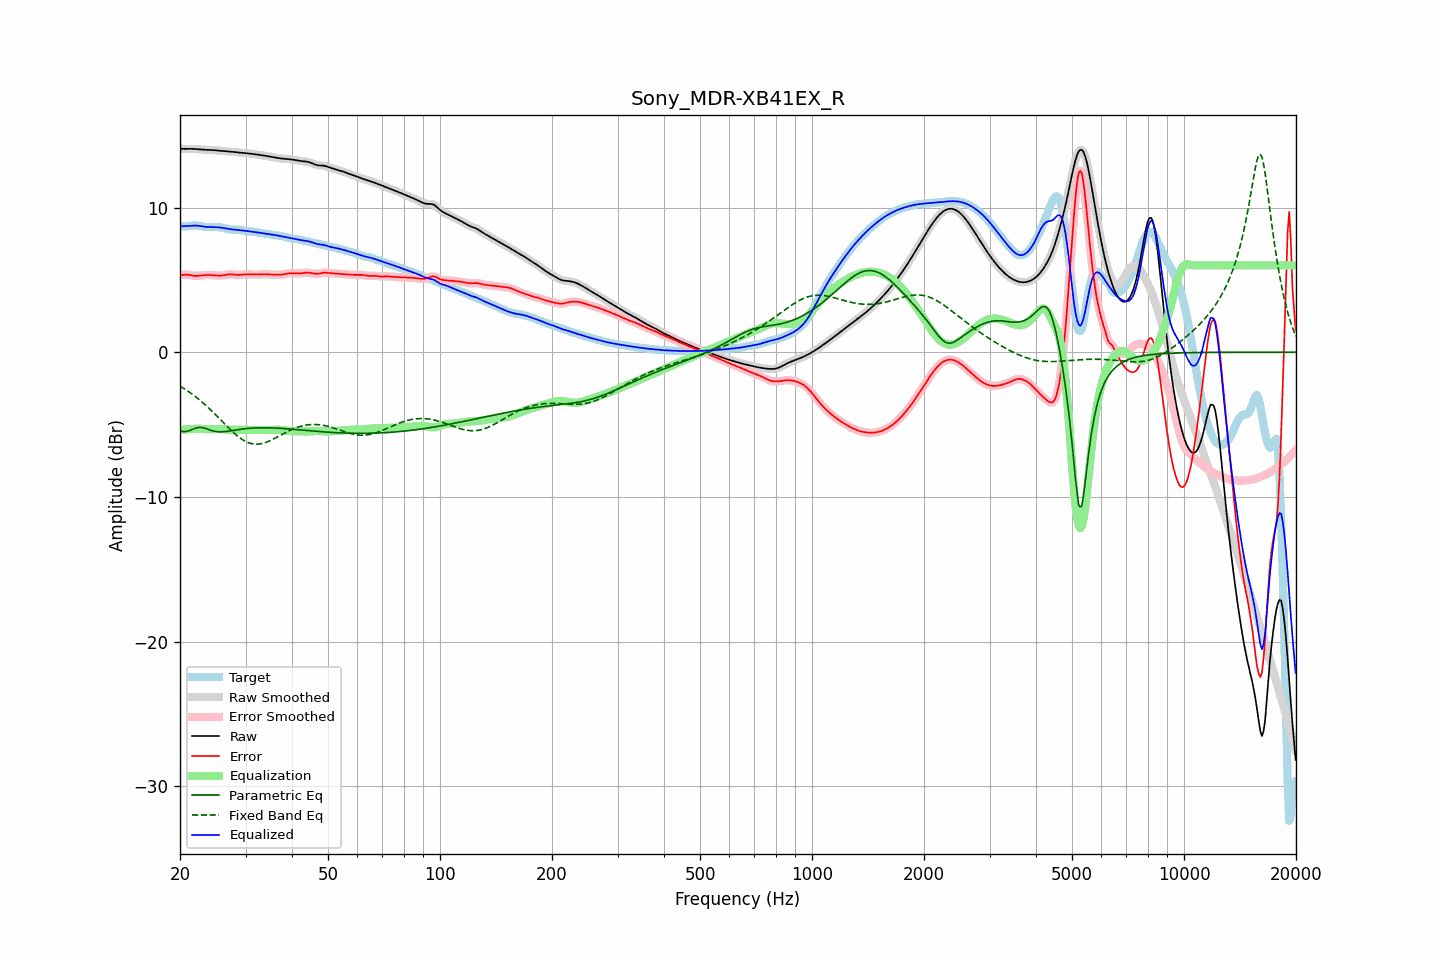 Sony_MDR-XB41EX_R
Amplitude (dBr)
10
0
−10
−20
−30
Target
Raw Smoothed
Error Smoothed
Raw
Error
Equalization
Parametric Eq
Fixed Band Eq
Equalized
20
50
100
200
500
1000
2000
5000
10000
20000
Frequency (Hz)